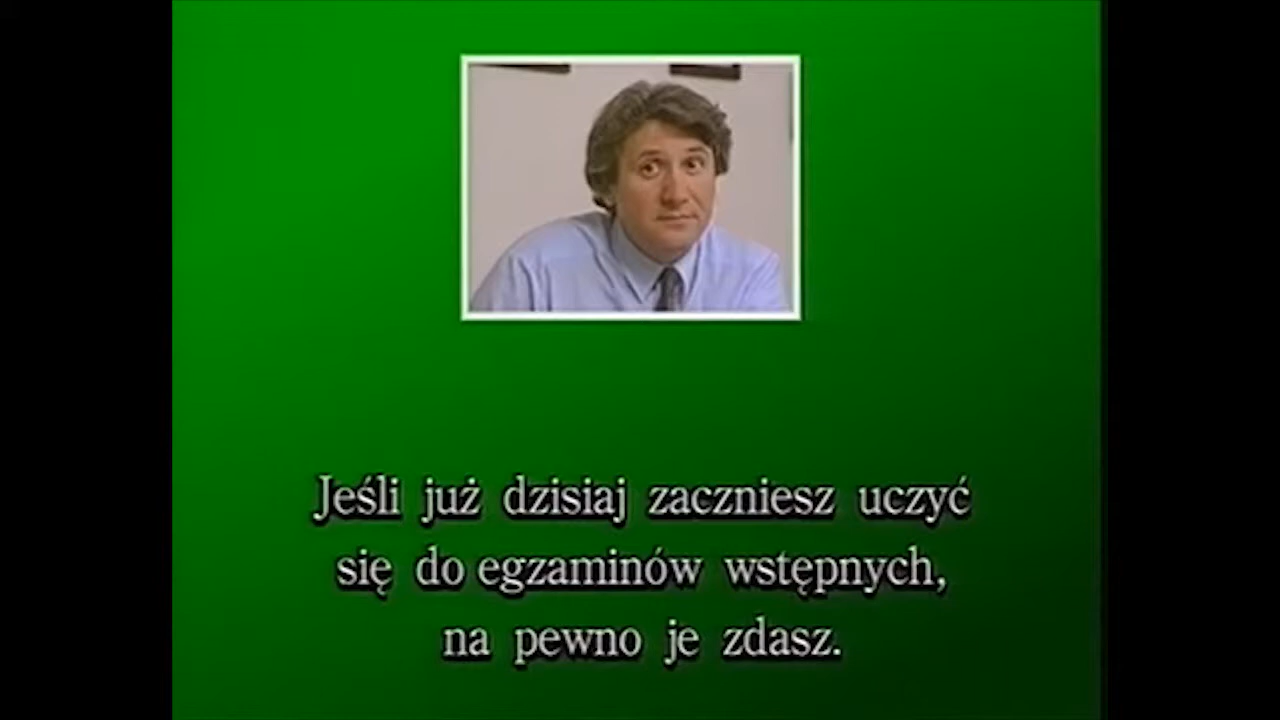 Jeśli już dzisiaj zaczniesz uczyć
się do egzaminów wstępnych,
na pewno je zdasz.